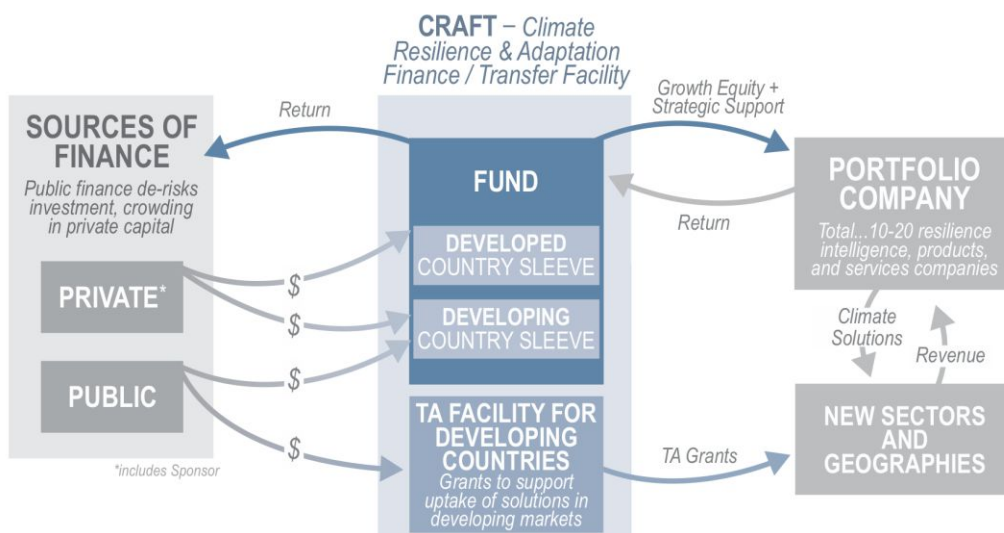 CRAFT – Climate
Resilience & Adaptation
Finance / Transfer Facility
SOURCES OF
FINANCE
Public finance de-risks
investment, crowding
in private capital
PRIVATE*
PUBLIC
*includes Sponsor
Return
$
$
$
$
FUND
DEVELOPED
COUNTRY SLEEVE
DEVELOPING
COUNTRY SLEEVE
TA FACILITY FOR
DEVELOPING
COUNTRIES
Grants to support
uptake of solutions in
developing markets
Growth Equity +
Strategic Support
Return
TA Grants
PORTFOLIO
COMPANY
Total...10-20 resilience
intelligence, products,
and services companies
Climate
Solutions
Revenue
NEW SECTORS
AND
GEOGRAPHIES